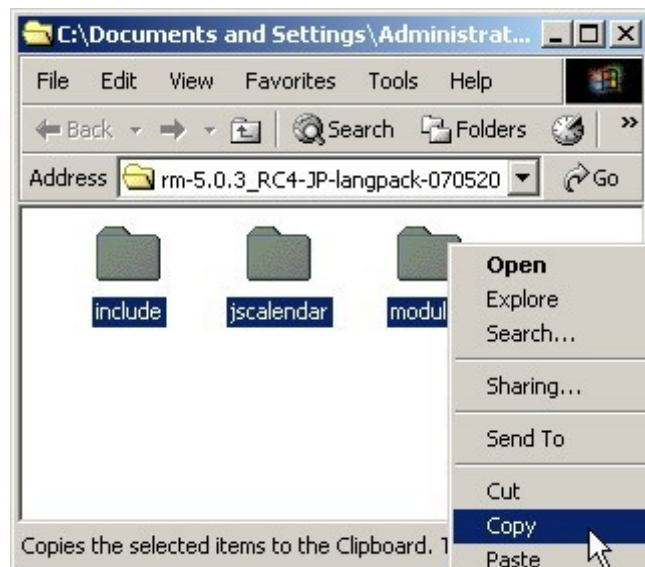 C:\Documents and Settings\Administrat...
File Edit View Favorites Tools Help
Back Search Folders »
Address rm-5.0.3_RC4-JP-langpack-070520 Go
include jscalendar modul
Open
Explore
Search...
Sharing...
Send To
Cut
Copy
Paste
Copies the selected items to the Clipboard. T